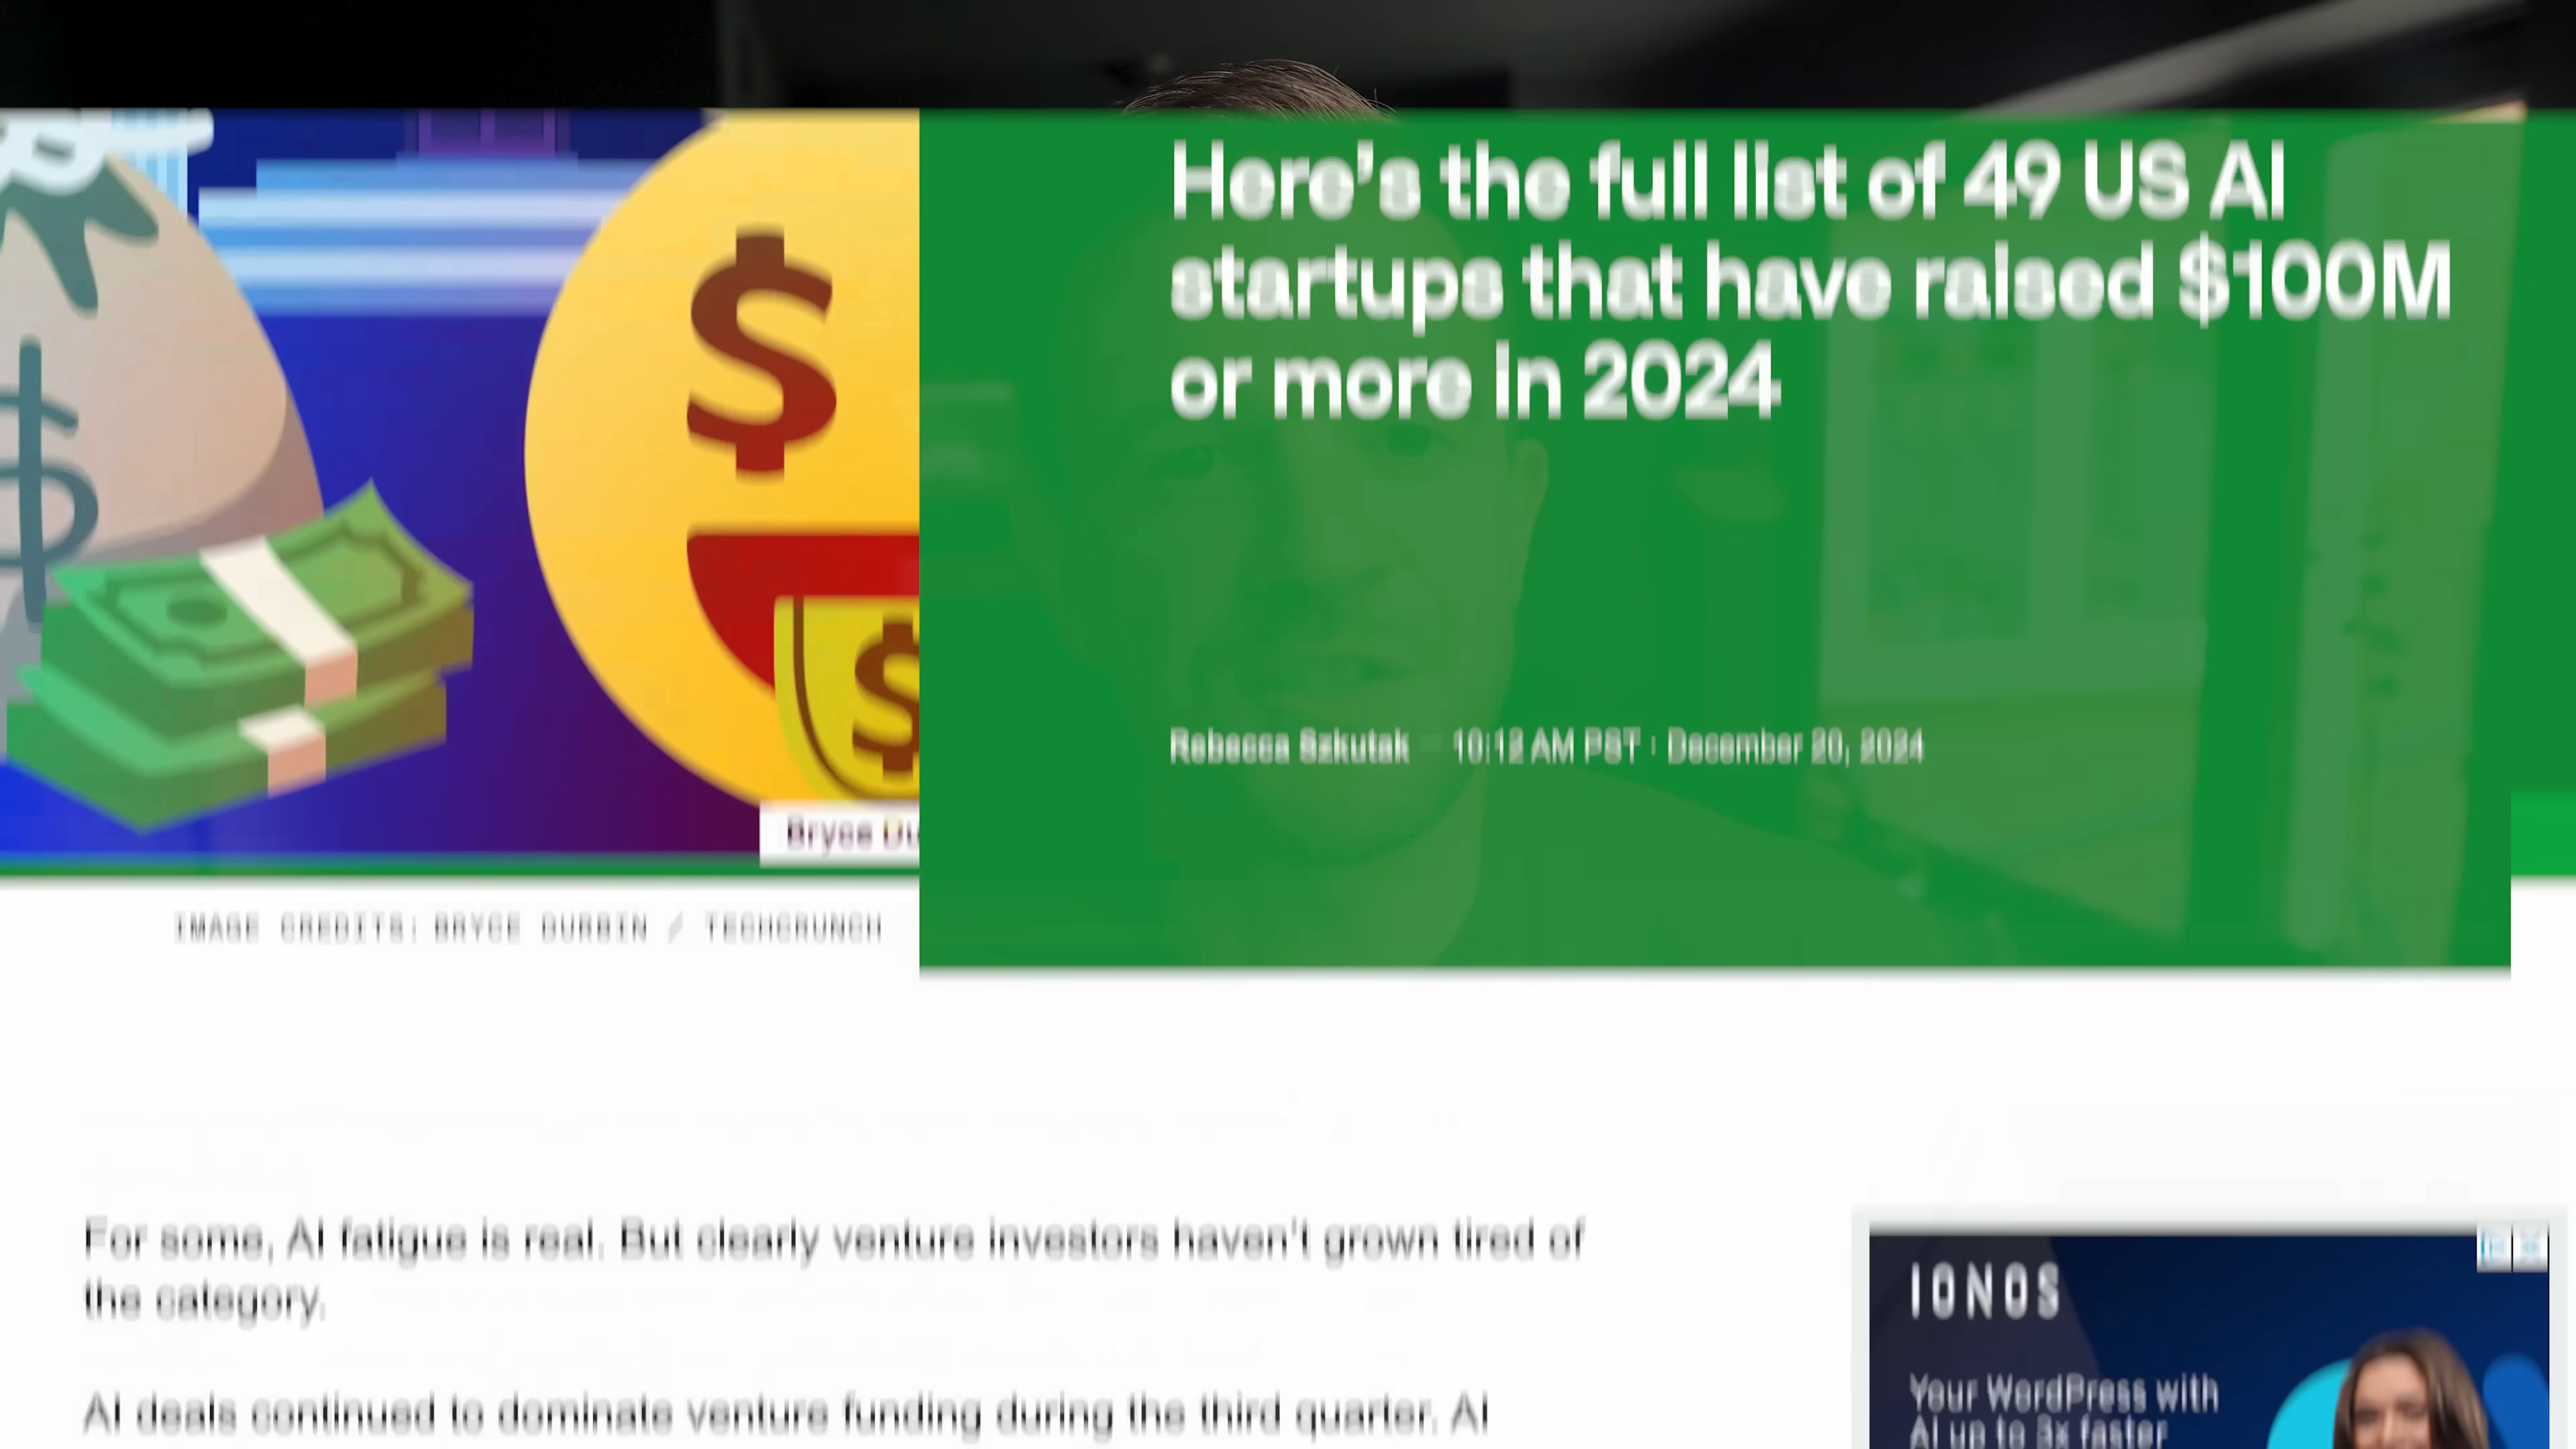 Here's the full list of 49 US AI
startups that have raised $100M
or more in 2024
Rebecca Szkutak 10:12 AM PST · December 20, 2024
Bryce Du
IMAGE CREDITS: BRYCE DURBIN / TECHCRUNCH
For some, AI fatigue is real. But clearly venture investors haven't grown tired of
the category.
AI deals continued to dominate venture funding during the third quarter. AI
IONOS
Your WordPress with
AI up to 3x faster